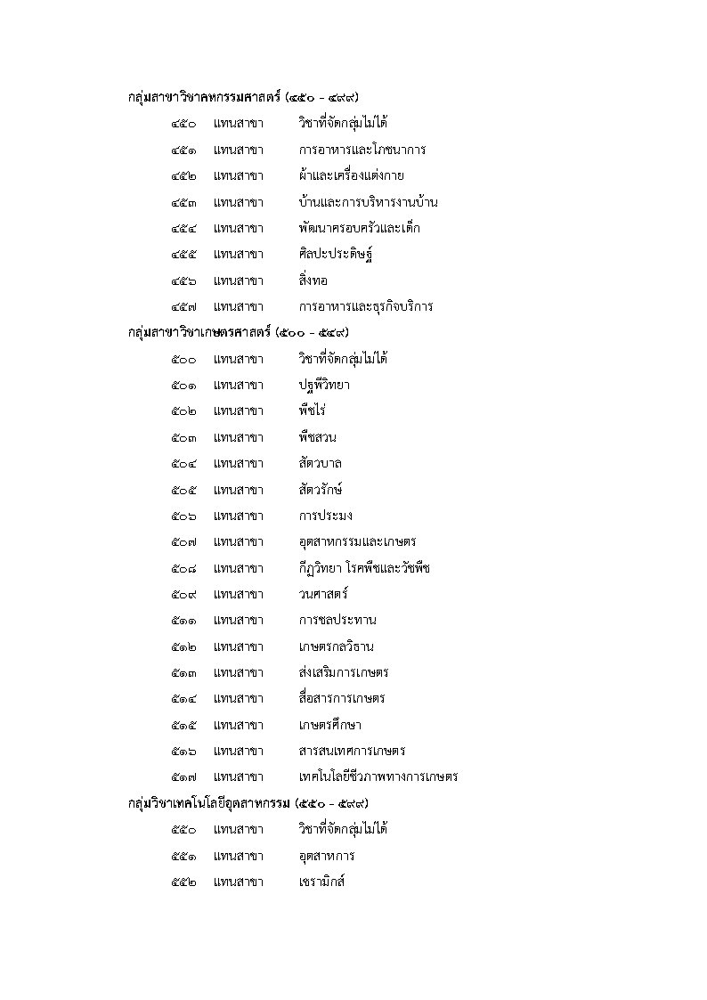 กลุ่มสาขาวิชาคหกรรมศาสตร์ (๔๕๐ - ๔๙๙)
๔๕๐ แทนสาขา วิชาที่จัดกลุ่มไม่ได้
๔๕๑ แทนสาขา การอาหารและโภชนาการ
๔๕๒ แทนสาขา ผ้าและเครื่องแต่งกาย
๔๕๓ แทนสาขา บ้านและการบริหารงานบ้าน
๔๕๔ แทนสาขา พัฒนาครอบครัวและเด็ก
๔๕๕ แทนสาขา ศิลปะประดิษฐ์
๔๕๖ แทนสาขา สิ่งทอ
๔๕๗ แทนสาขา การอาหารและธุรกิจบริการ
กลุ่มสาขาวิชาเกษตรศาสตร์ (๕๐๐ - ๕๔๙)
๕๐๐ แทนสาขา วิชาที่จัดกลุ่มไม่ได้
๕๐๑ แทนสาขา ปฐพีวิทยา
๕๐๒ แทนสาขา พืชไร่
๕๐๓ แทนสาขา พืชสวน
๕๐๔ แทนสาขา สัตวบาล
๕๐๕ แทนสาขา สัตวรักษ์
๕๐๖ แทนสาขา การประมง
๕๐๗ แทนสาขา อุตสาหกรรมและเกษตร
๕๐๘ แทนสาขา กีฏวิทยา โรคพืชและวัชพืช
๕๐๙ แทนสาขา วนศาสตร์
๕๑๑ แทนสาขา การชลประทาน
๕๑๒ แทนสาขา เกษตรกลวิธาน
๕๑๓ แทนสาขา ส่งเสริมการเกษตร
๕๑๔ แทนสาขา สื่อสารการเกษตร
๕๑๕ แทนสาขา เกษตรศึกษา
๕๑๖ แทนสาขา สารสนเทศการเกษตร
๕๑๗ แทนสาขา เทคโนโลยีชีวภาพทางการเกษตร
กลุ่มวิชาเทคโนโลยีอุตสาหกรรม (๕๕๐ - ๕๙๙)
๕๕๐ แทนสาขา วิชาที่จัดกลุ่มไม่ได้
๕๕๑ แทนสาขา อุตสาหการ
๕๕๒ แทนสาขา เซรามิกส์